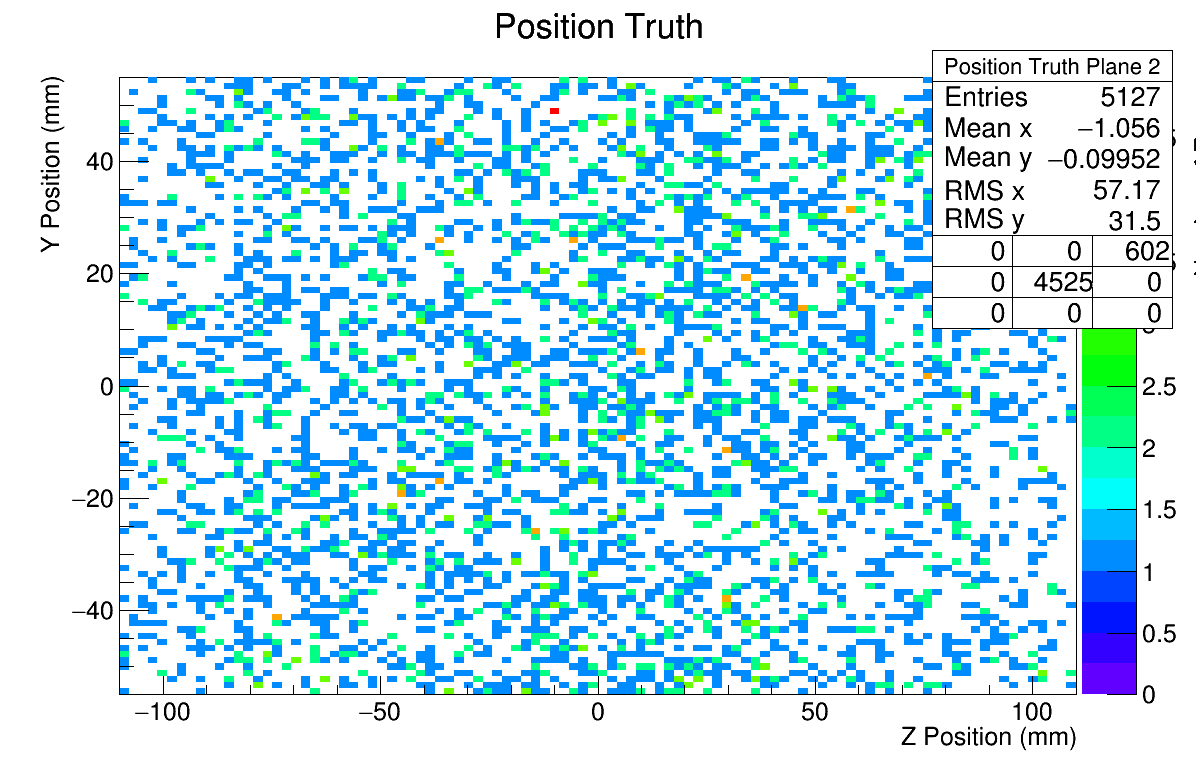 Position Truth
Y Position (mm)
Position Truth Plane 2
Entries 5127
Mean x −1.056
Mean y −0.09952
RMS x 57.17
RMS y 31.5
0 0 602
0 4525 0
0 0 0
40
20
0
−20
−40
2.5
2
1.5
1
0.5
0
−100 −50 0 50 100
Z Position (mm)